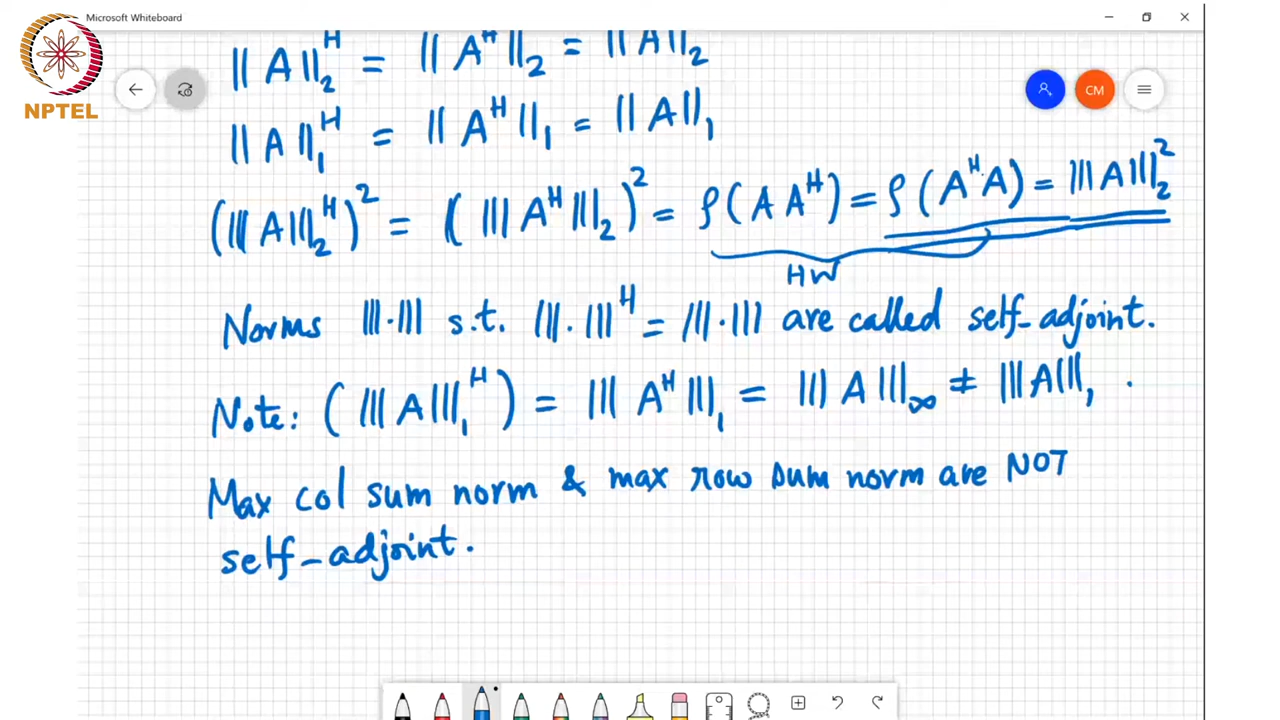 Microsoft Whiteboard
NPTEL
CM
‖A‖₂ᴴ = ‖Aᴴ‖₂ = ‖A‖₂
‖A‖₁ᴴ = ‖Aᴴ‖₁ = ‖A‖₁
(|||A|||₂ᴴ)² = (|||Aᴴ|||₂)² = ρ(AAᴴ) = ρ(AᴴA) = |||A|||₂²
HW
Norms |||·||| s.t. |||·|||ᴴ = |||·||| are called self-adjoint.
Note: (|||A|||₁ᴴ) = |||Aᴴ|||₁ = |||A|||∞ ≠ |||A|||₁.
Max col sum norm & max row sum norm are NOT
self-adjoint.